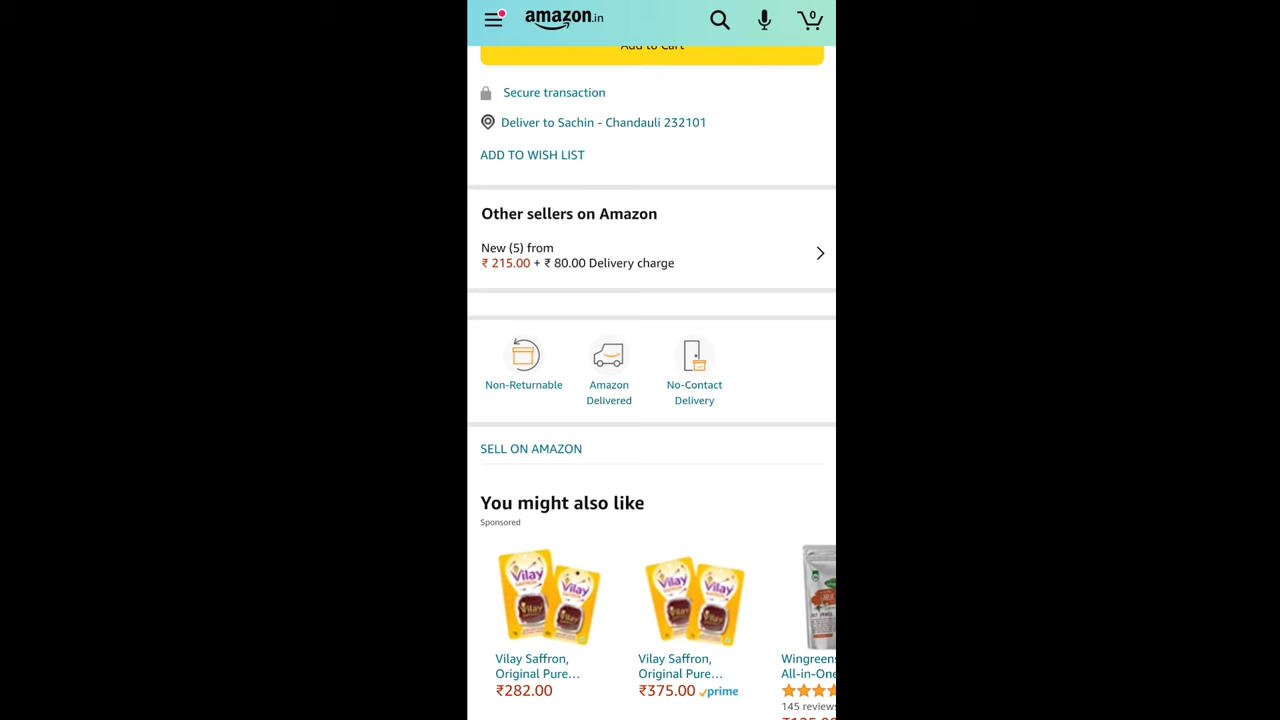 amazon.in
0
Add to Cart
Secure transaction
Deliver to Sachin - Chandauli 232101
ADD TO WISH LIST
Other sellers on Amazon
New (5) from
₹ 215.00 + ₹ 80.00 Delivery charge
Non-Returnable
Amazon
Delivered
No-Contact
Delivery
SELL ON AMAZON
You might also like
Sponsored
Vilay
Vilay
Vilay
Vilay
Vilay
Vilay
Vilay Saffron,
Original Pure...
₹282.00
Vilay Saffron,
Original Pure...
₹375.00 prime
Wingreens
All-in-One
145 reviews